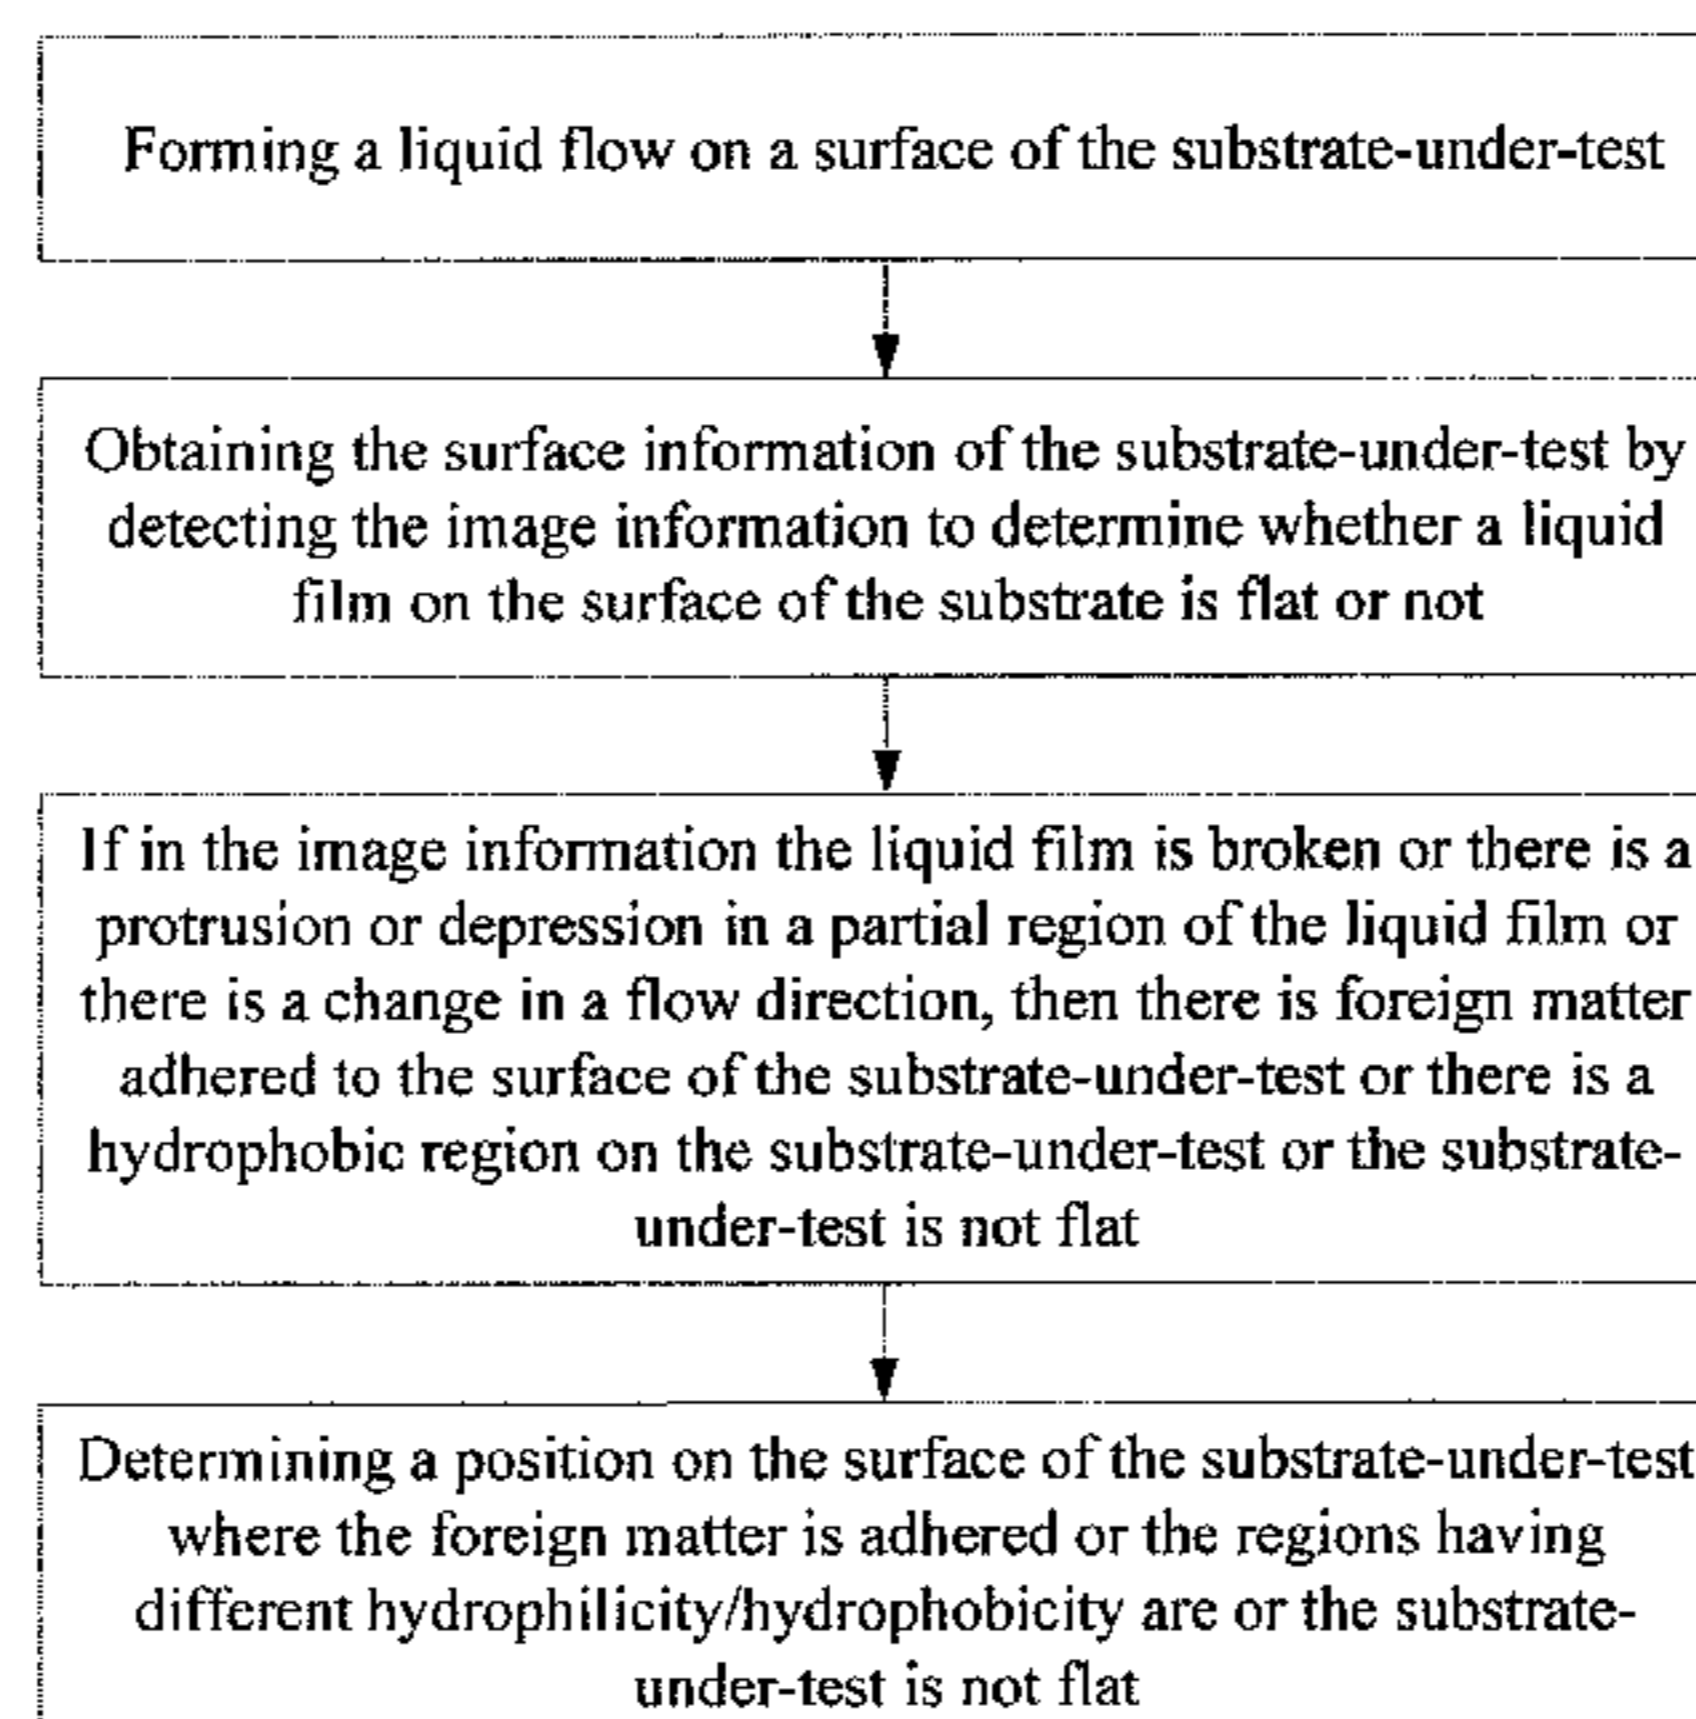 Forming a liquid flow on a surface of the substrate-under-test
Obtaining the surface information of the substrate-under-test by
detecting the image information to determine whether a liquid
film on the surface of the substrate is flat or not
If in the image information the liquid film is broken or there is a
protrusion or depression in a partial region of the liquid film or
there is a change in a flow direction, then there is foreign matter
adhered to the surface of the substrate-under-test or there is a
hydrophobic region on the substrate-under-test or the substrate-
under-test is not flat
Determining a position on the surface of the substrate-under-test
where the foreign matter is adhered or the regions having
different hydrophilicity/hydrophobicity are or the substrate-
under-test is not flat